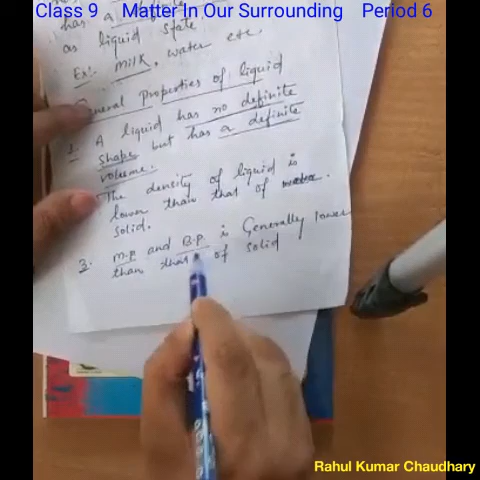 Class 9 Matter In Our Surrounding Period 6
has a
as liquid state
Ex:- Milk, water etc.
General Properties of liquid
1. A liquid has no definite
shape but has a definite
volume.
The density of liquid is
lower than that of
solid.
3. M.P. and B.P. is Generally lower
than that of solid
Rahul Kumar Chaudhary